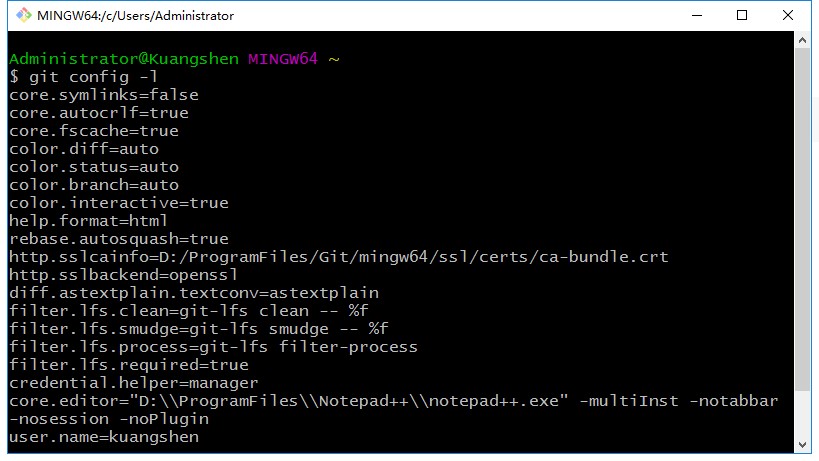 MINGW64:/c/Users/Administrator
Administrator@Kuangshen MINGW64 ~
$ git config -l
core.symlinks=false
core.autocrlf=true
core.fscache=true
color.diff=auto
color.status=auto
color.branch=auto
color.interactive=true
help.format=html
rebase.autosquash=true
http.sslcainfo=D:/ProgramFiles/Git/mingw64/ssl/certs/ca-bundle.crt
http.sslbackend=openssl
diff.astextplain.textconv=astextplain
filter.lfs.clean=git-lfs clean -- %f
filter.lfs.smudge=git-lfs smudge -- %f
filter.lfs.process=git-lfs filter-process
filter.lfs.required=true
credential.helper=manager
core.editor="D:\\ProgramFiles\\Notepad++\\notepad++.exe" -multiInst -notabbar
-nosession -noPlugin
user.name=kuangshen